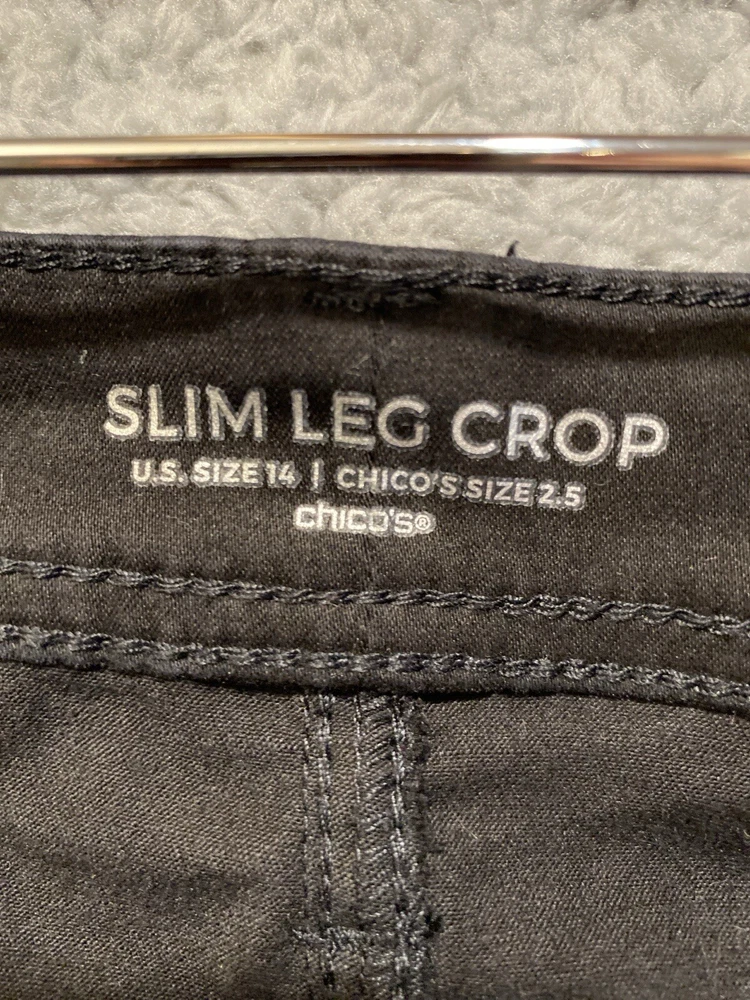 SLIM LEG CROP
U.S. SIZE 14 | CHICO'S SIZE 2.5
chico's®